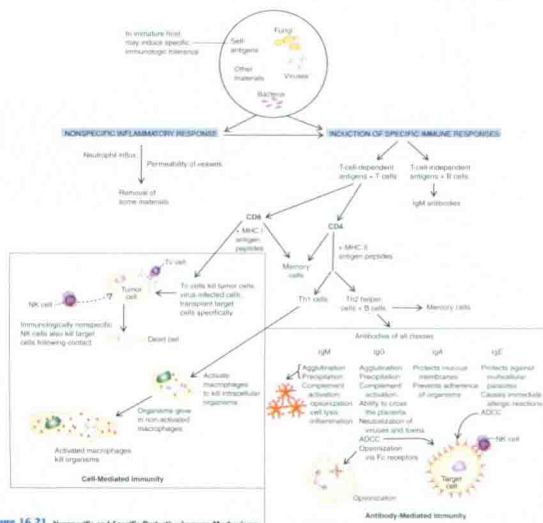 In immature host
may induce specific
immunologic tolerance
Self-
antigens
Fungi
Other
materials
Viruses
Bacteria
NONSPECIFIC INFLAMMATORY RESPONSE
INDUCTION OF SPECIFIC IMMUNE RESPONSES
Neutrophil influx
Permeability of vessels
Removal of
some materials
T-cell-dependent
antigens + T cells
T-cell-independent
antigens + B cells
IgM antibodies
CD8
+ MHC I
antigen
peptides
CD4
+ MHC II
antigen peptides
Memory
cells
Th1 cells
Th2 helper
cells + B cells
Memory cells
Tc cell
Tumor
cell
NK cell
Tc cells kill tumor cells,
virus-infected cells,
transplant target
cells specifically
Immunologically nonspecific
NK cells also kill target
cells following contact
Dead cell
Activate
macrophages
to kill intracellular
organisms
Organisms grow
in non-activated
macrophages
Activated macrophages
kill organisms
Cell-Mediated Immunity
Antibodies of all classes
IgM
Agglutination
Precipitation
Complement
activation
opsonization
cell lysis
inflammation
IgG
Agglutination
Precipitation
Complement
activation
Ability to cross
the placenta
Neutralization of
viruses and toxins
ADCC
Opsonization
via Fc receptors
IgA
Protects mucous
membranes
Prevents adherence
of organisms
IgE
Protects against
multicellular
parasites
Causes immediate
allergic reactions
ADCC
NK cell
Target
cell
Opsonization
Antibody-Mediated Immunity
16.21